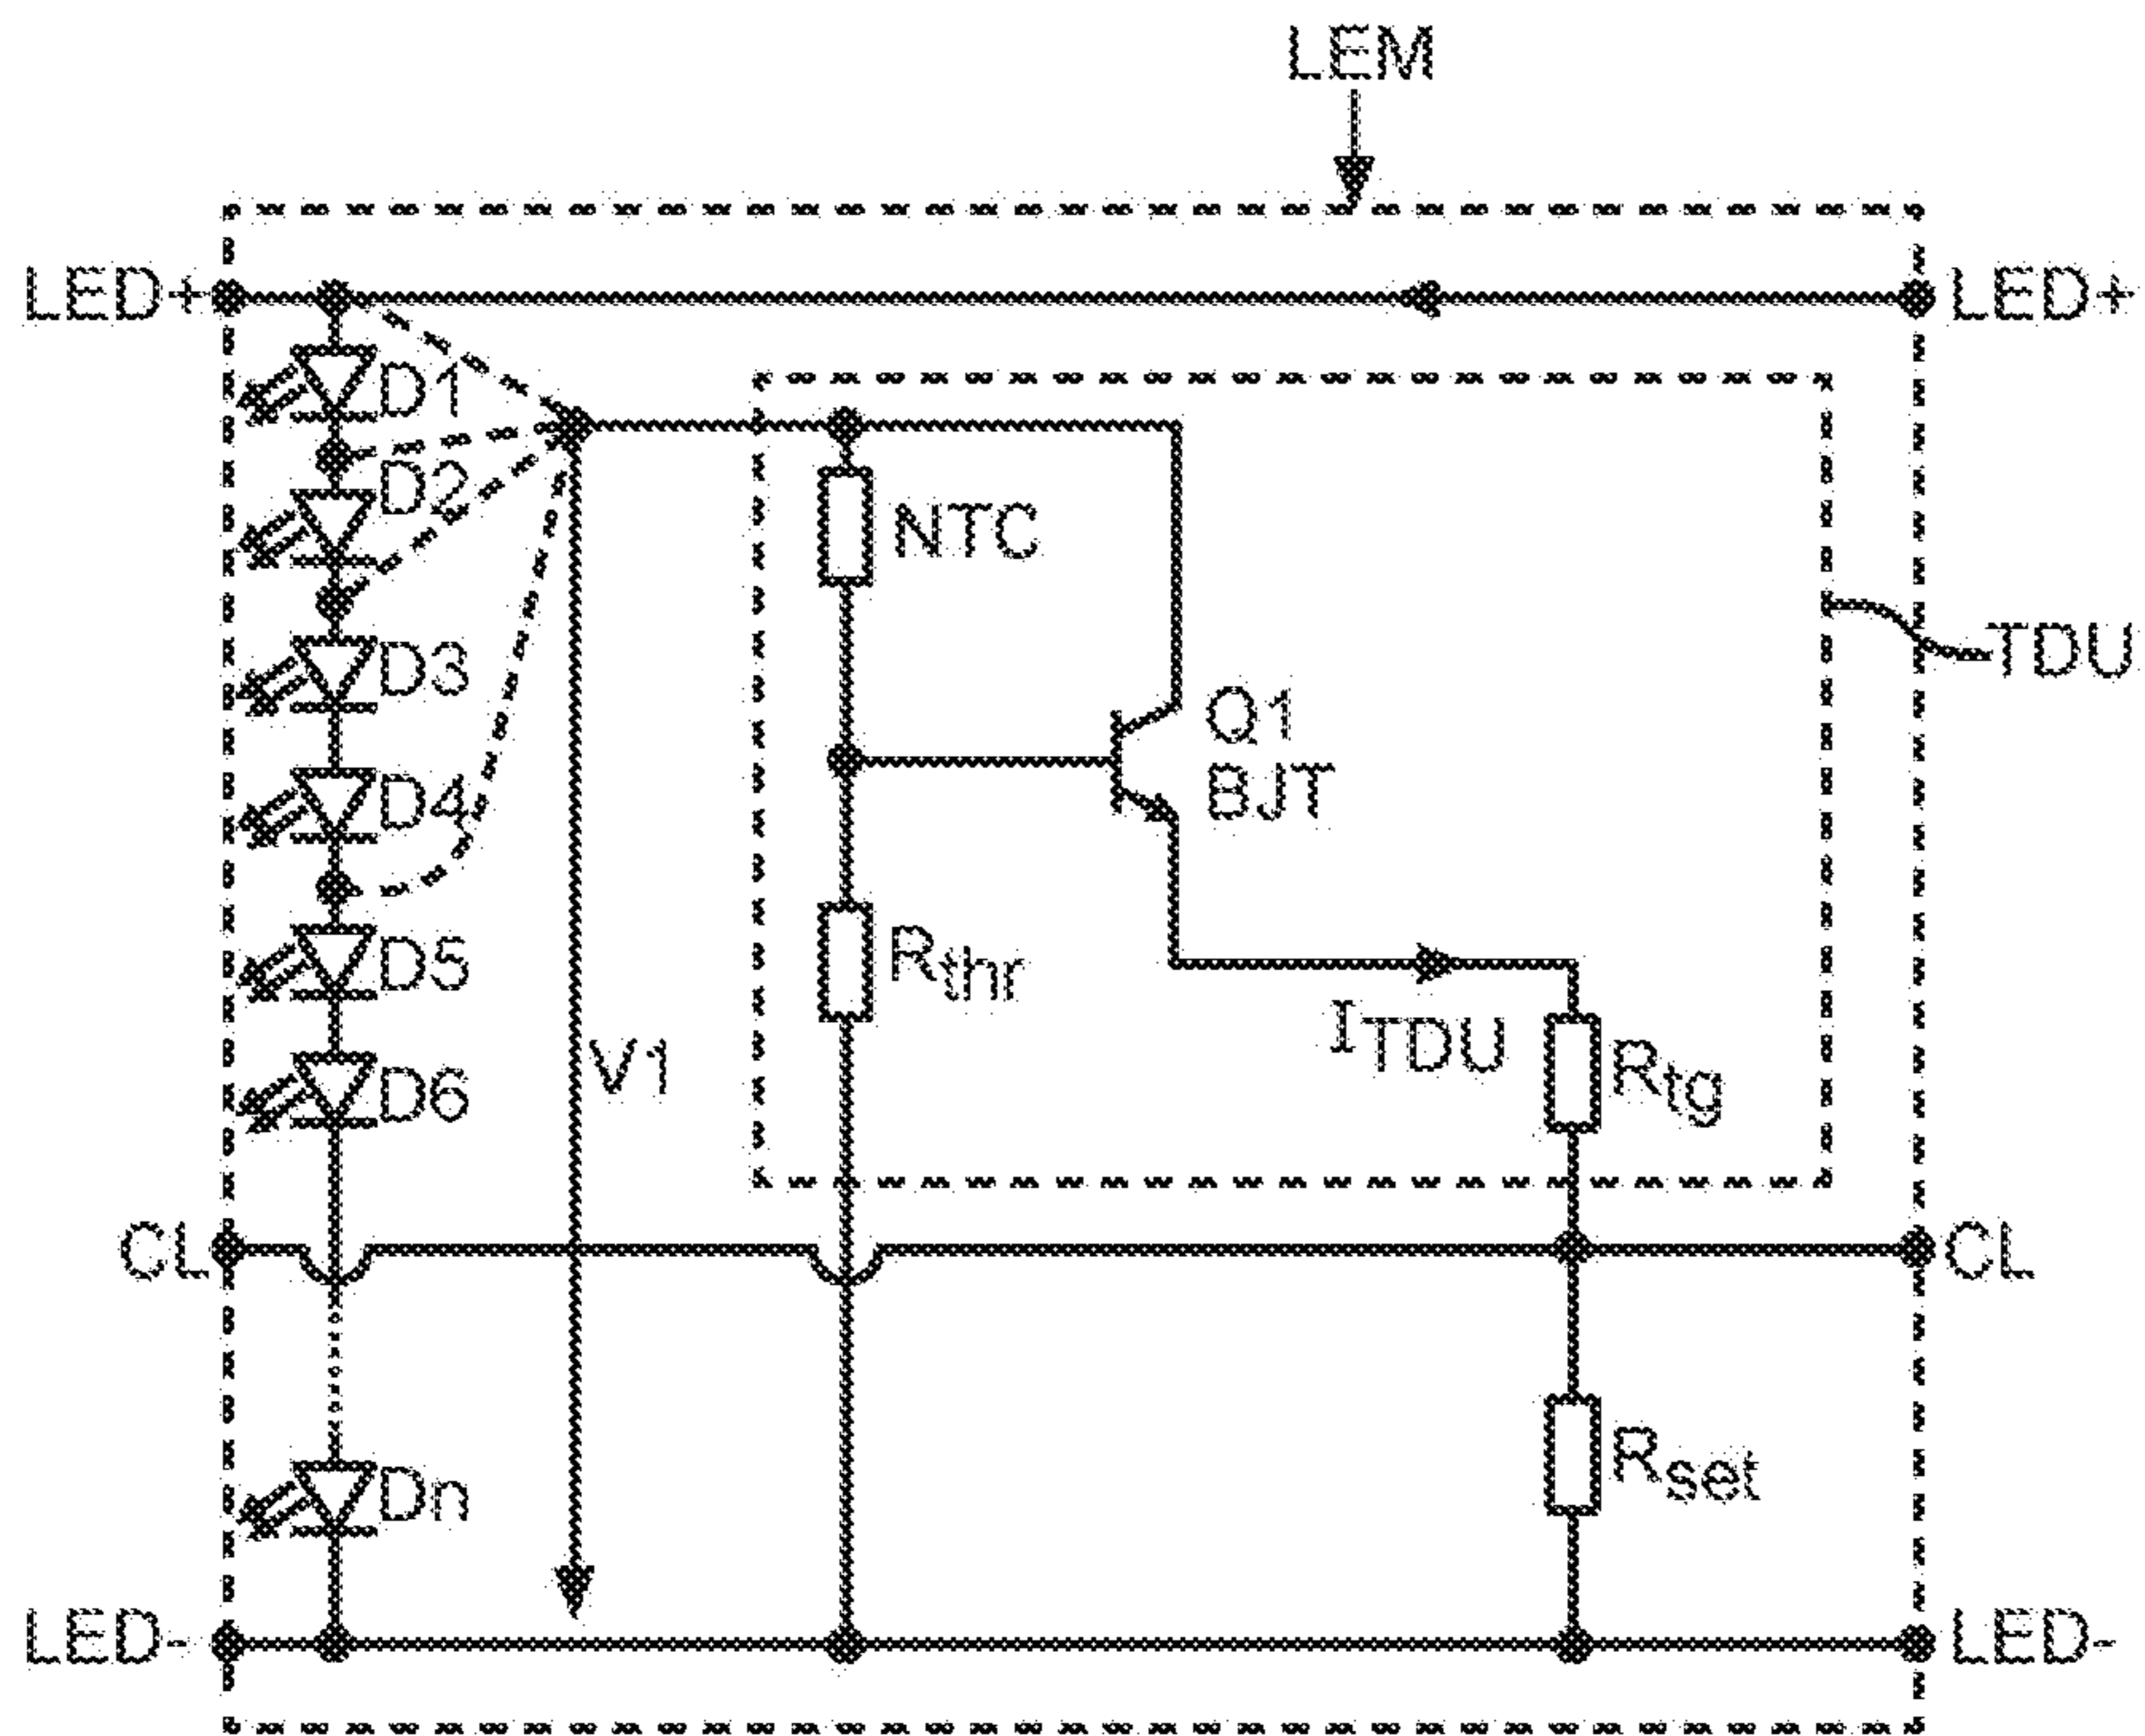 LEM
LED+
LED+
D1
D2
NTC
D3
TDU
Q1
BJT
D4
D5
Rthr
ITDU
V1
Rtg
D6
CL
CL
Dn
Rset
LED-
LED-